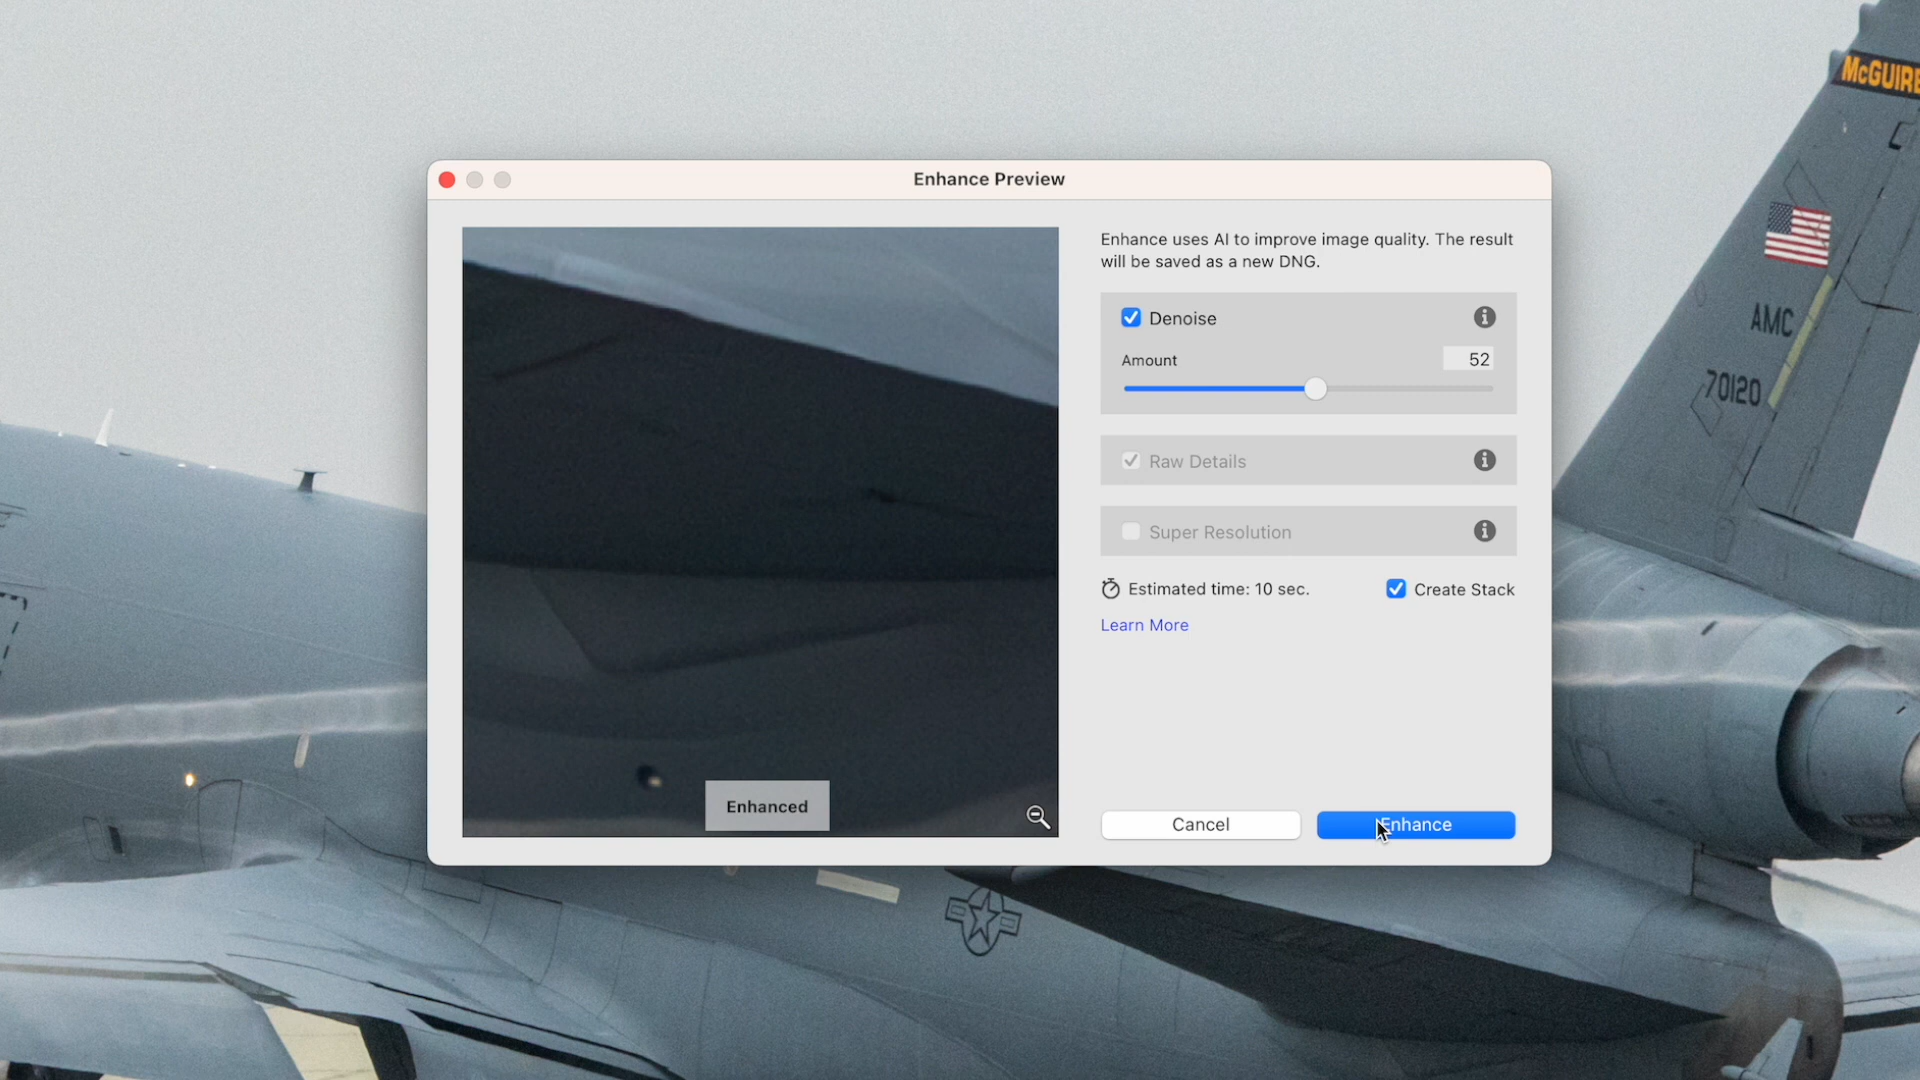 McGUIRE
AMC
70120
Enhance Preview
Enhance uses AI to improve image quality. The result
will be saved as a new DNG.
Denoise
Amount
52
Raw Details
Super Resolution
Estimated time: 10 sec.
Create Stack
Learn More
Enhanced
Cancel
Enhance